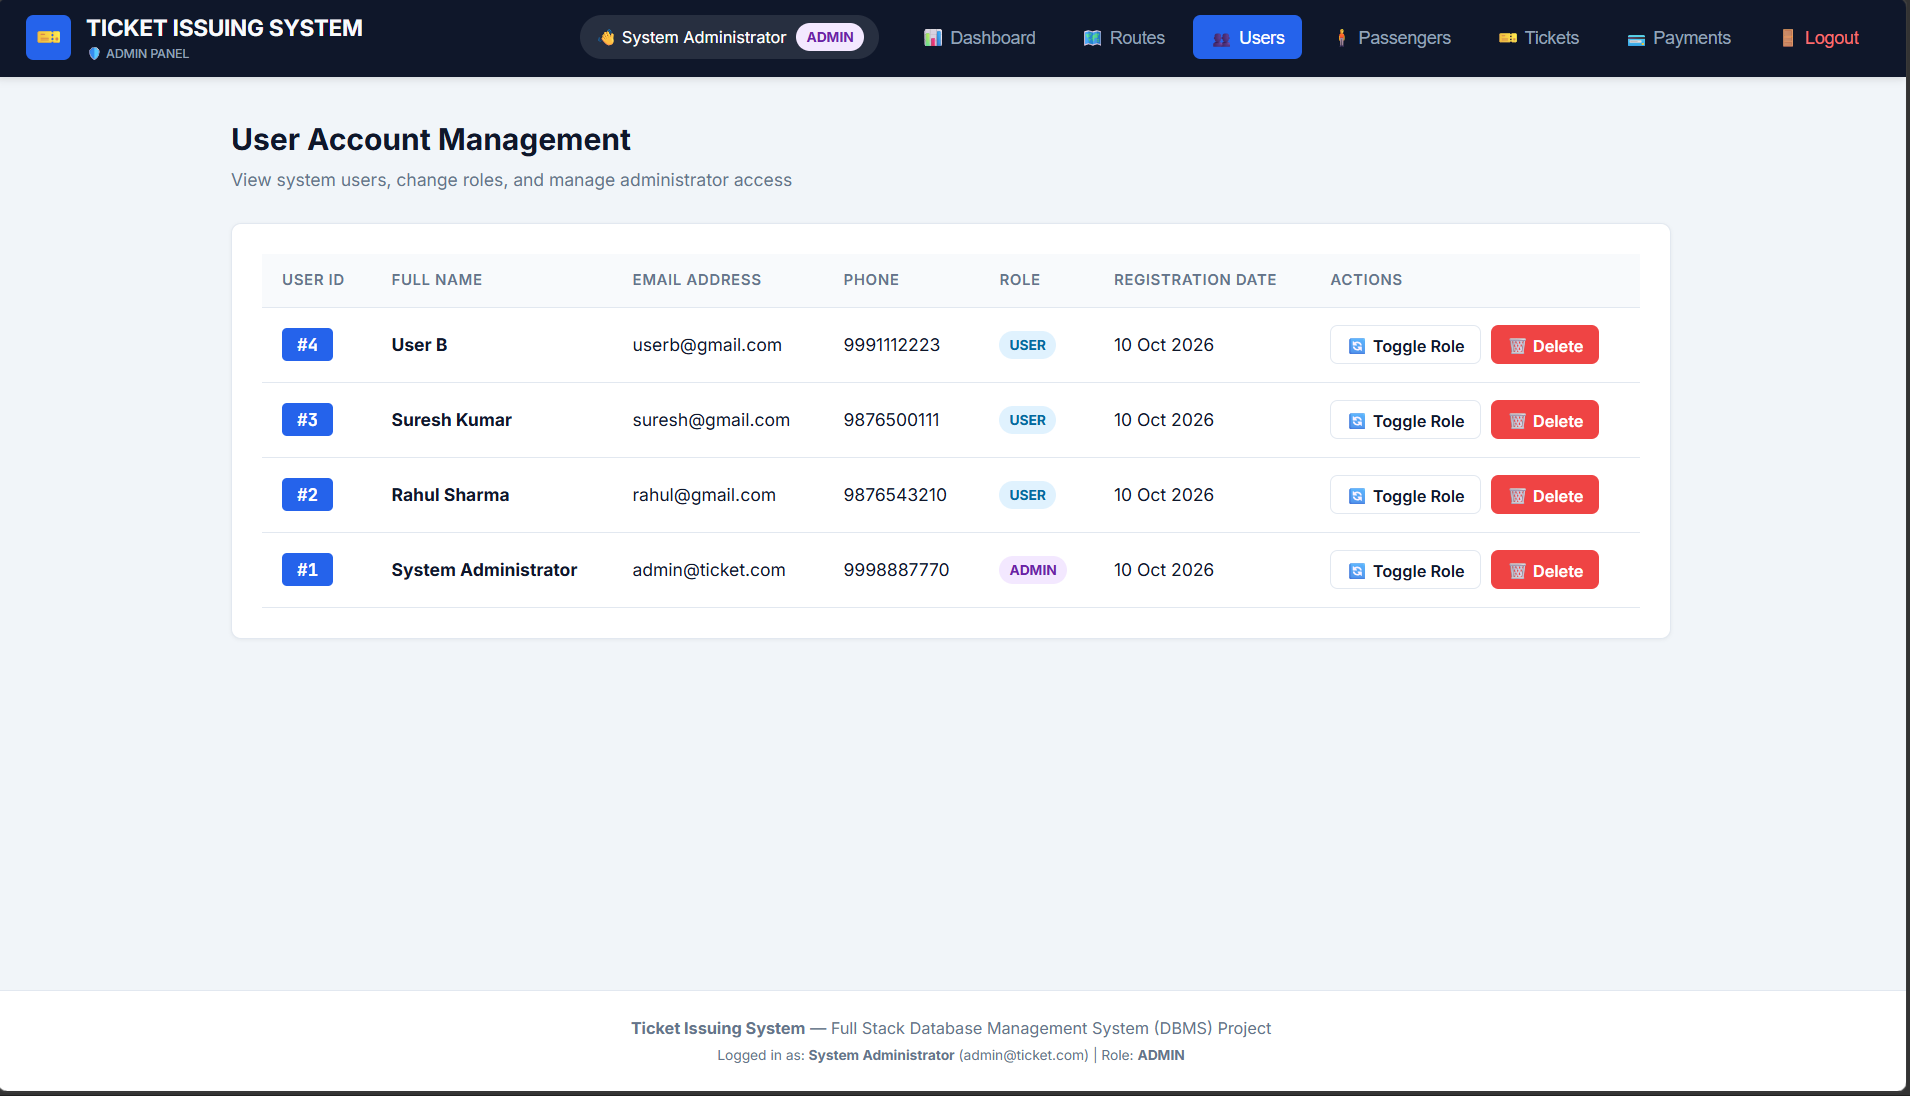 TICKET ISSUING SYSTEM
ADMIN PANEL
System Administrator ADMIN
Dashboard
Routes
Users
Passengers
Tickets
Payments
Logout
User Account Management
View system users, change roles, and manage administrator access
USER ID FULL NAME EMAIL ADDRESS PHONE ROLE REGISTRATION DATE ACTIONS
#4 User B userb@gmail.com 9991112223 USER 10 Oct 2026 Toggle Role Delete
#3 Suresh Kumar suresh@gmail.com 9876500111 USER 10 Oct 2026 Toggle Role Delete
#2 Rahul Sharma rahul@gmail.com 9876543210 USER 10 Oct 2026 Toggle Role Delete
#1 System Administrator admin@ticket.com 9998887770 ADMIN 10 Oct 2026 Toggle Role Delete
Ticket Issuing System — Full Stack Database Management System (DBMS) Project
Logged in as: System Administrator (admin@ticket.com) | Role: ADMIN